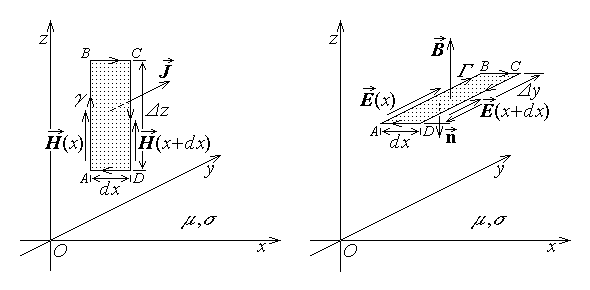 z
B
C
J⃗
γ
Δz
H⃗(x)
H⃗(x+dx)
A
D
dx
y
μ,σ
O
x
z
B⃗
B
C
Γ
Δy
E⃗(x)
E⃗(x+dx)
A
D
n⃗
dx
y
μ,σ
O
x